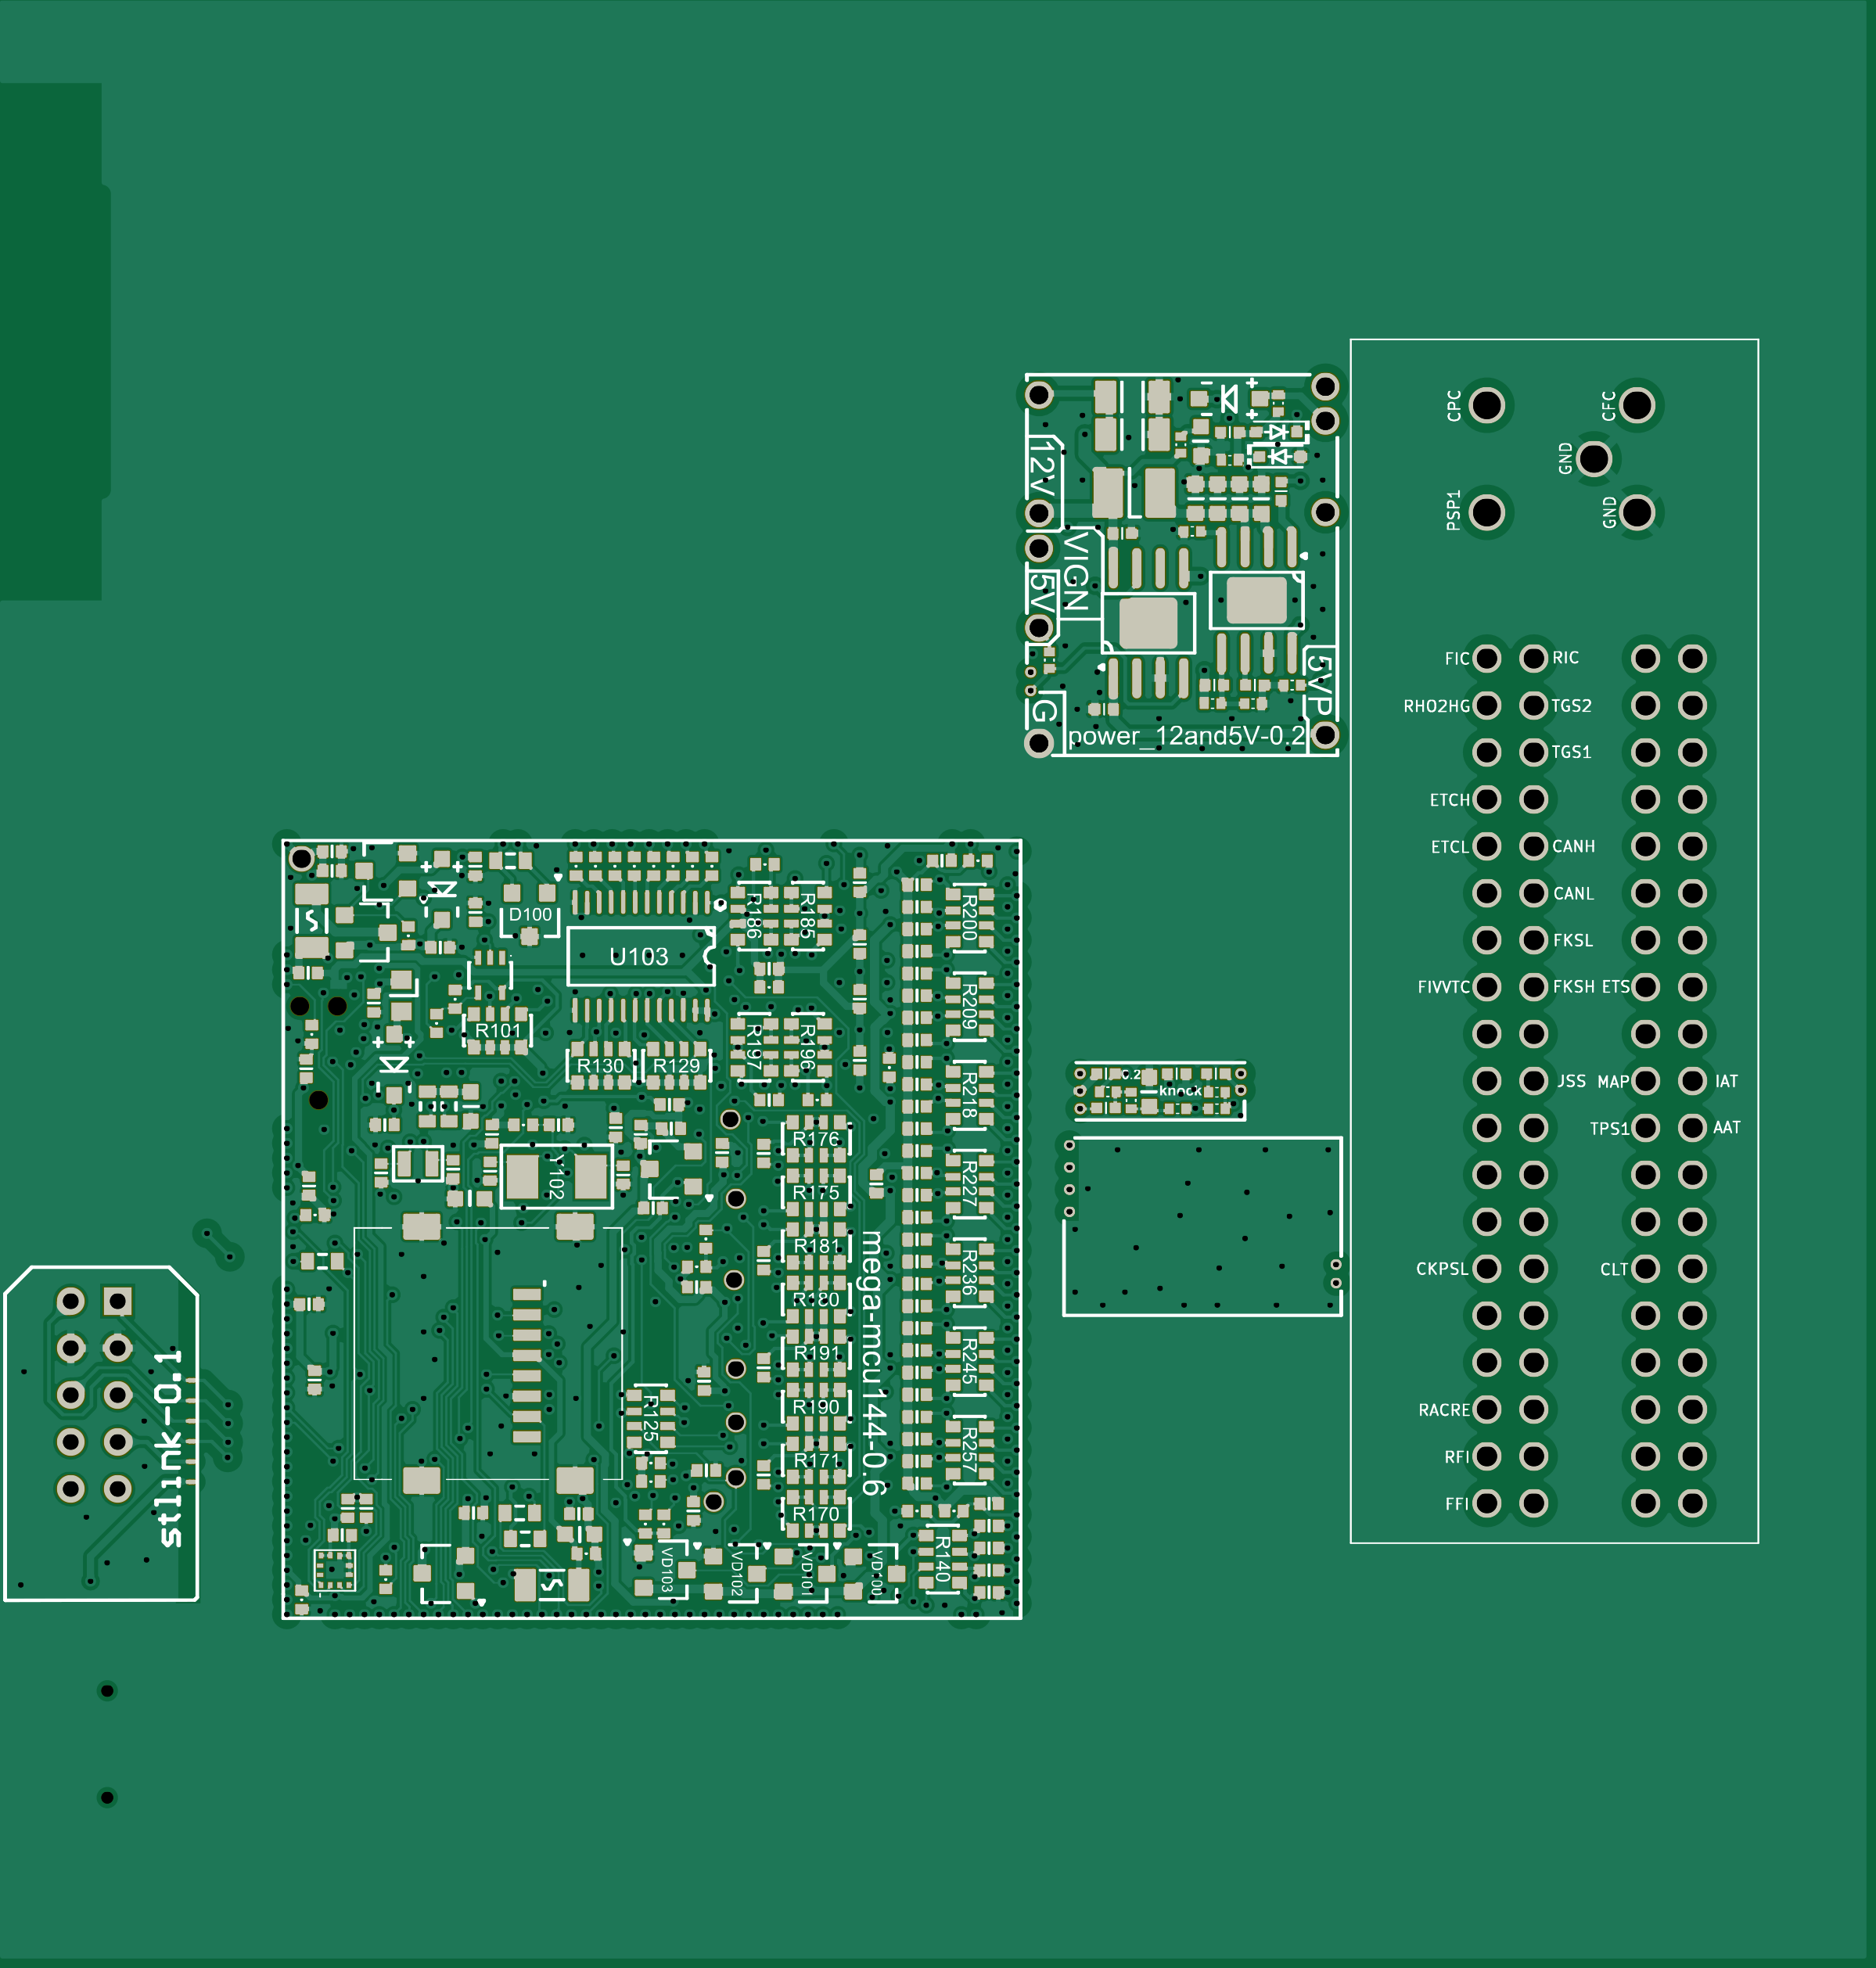 12V
VIGN
5V
G
5VP
power_12and5V-0.2
CPC
CFC
GND
PSP1
GND
FIC
RIC
RHO2HG
TGS2
TGS1
ETCH
ETCL
CANH
CANL
FKSL
FIVVTC
FKSH
ETS
JSS
MAP
IAT
TPS1
AAT
CKPSL
CLT
RACRE
RFI
FFI
D100
U103
R186
R185
R200
R101
R209
R130
R129
R197
R196
R218
R176
Y102
R175
R227
R181
R236
R180
R191
R245
R190
R125
R171
R257
R170
R140
VD103
VD102
VD101
VD100
mega-mcu144-0.6
knock
stlink-0.1